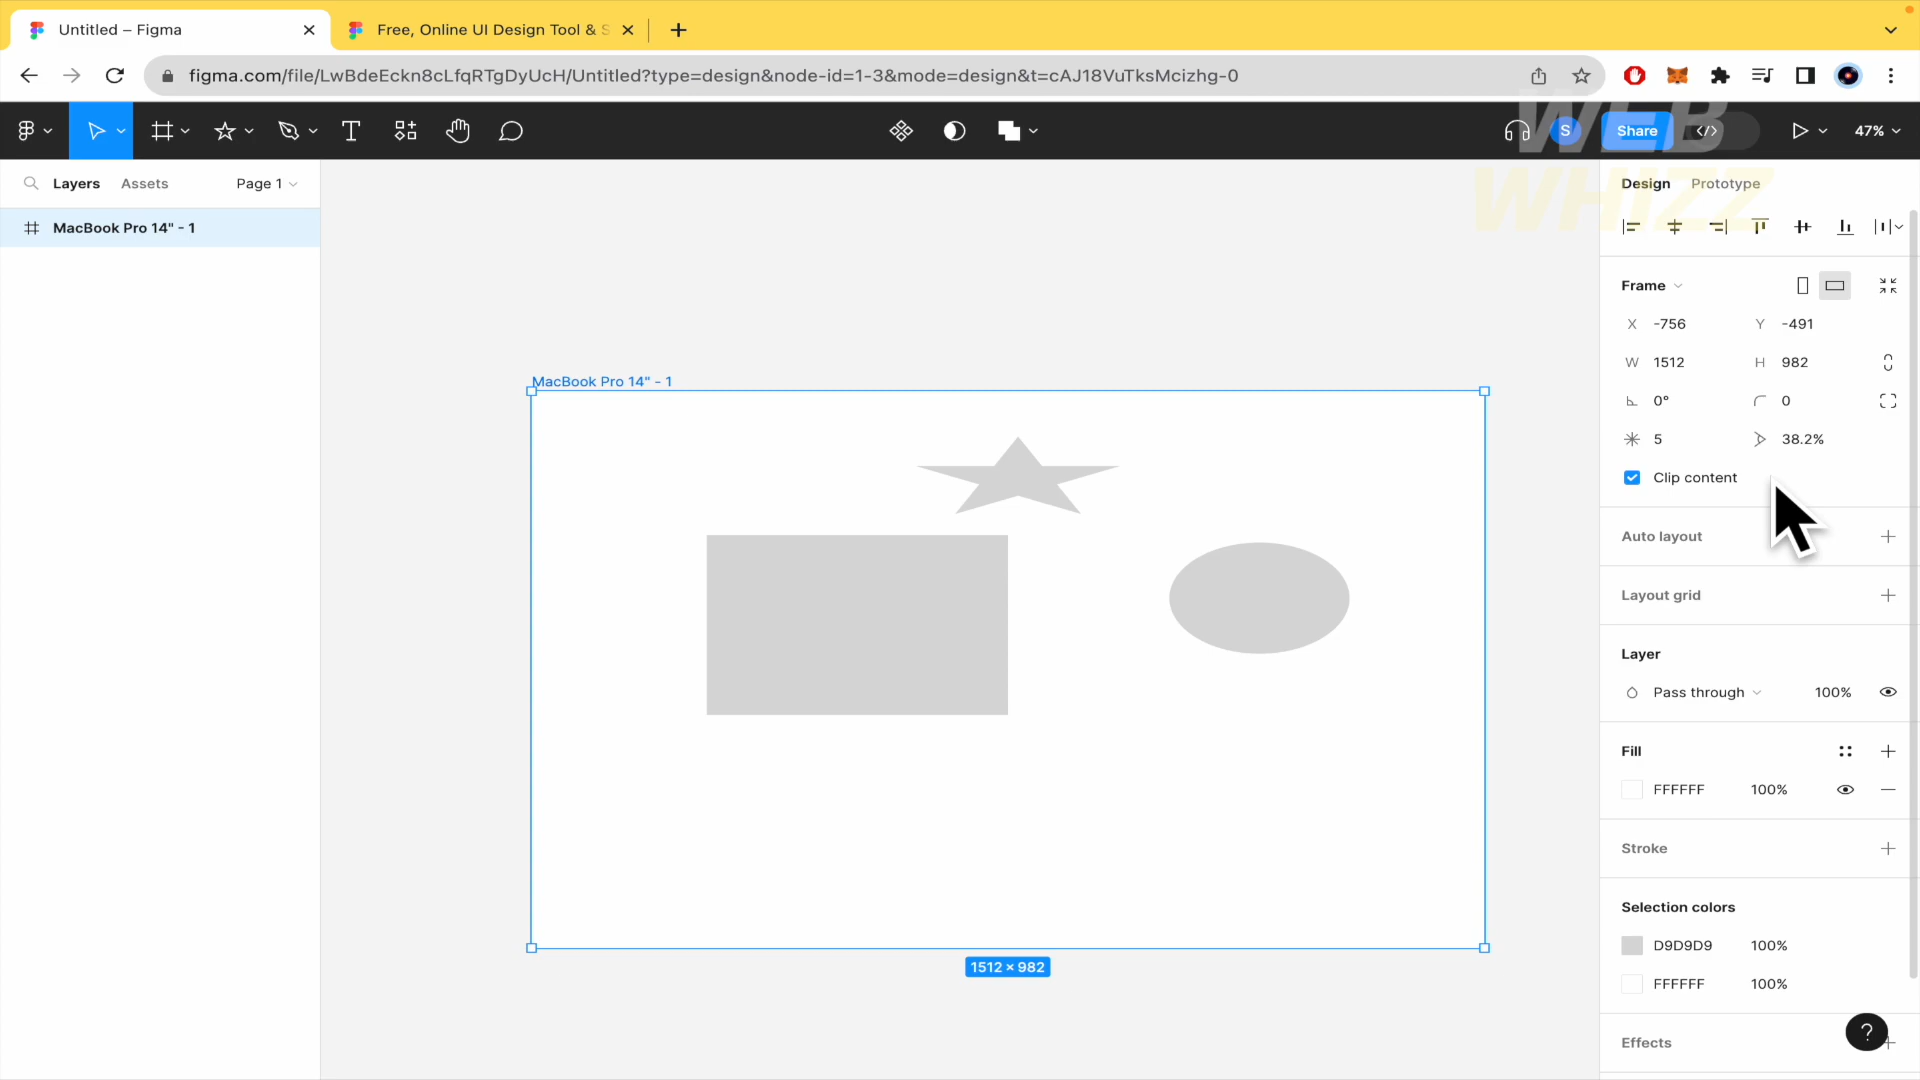 Untitled – Figma
Free, Online UI Design Tool & S
figma.com/file/LwBdeEckn8cLfqRTgDyUcH/Untitled?type=design&node-id=1-3&mode=design&t=cAJ18VuTksMcizhg-0
S
Share
47%
WEB
WHIZZ
Layers
Assets
Page 1
Design
Prototype
MacBook Pro 14" - 1
Frame
X -756
Y -491
W 1512
H 982
0°
0
5
38.2%
Clip content
MacBook Pro 14" - 1
Auto layout
Layout grid
Layer
Pass through
100%
Fill
FFFFFF
100%
Stroke
Selection colors
D9D9D9
100%
1512 × 982
FFFFFF
100%
Effects
?